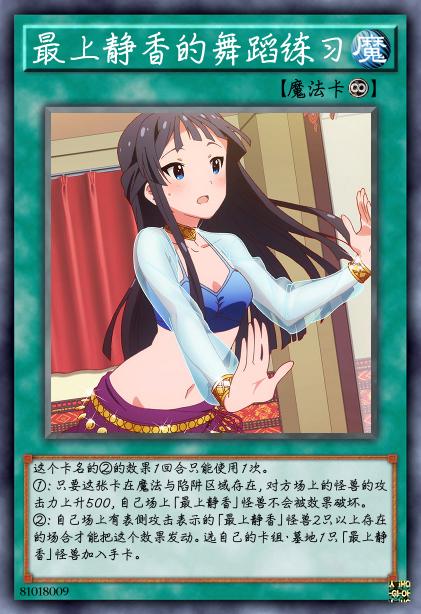 最上静香的舞蹈练习 魔
【魔法卡】
这个卡名的②的效果1回合只能使用1次。
①:只要这张卡在魔法与陷阱区域存在,对方场上的怪兽的攻
击力上升500,自己场上「最上静香」怪兽不会被效果破坏。
②:自己场上有表侧攻击表示的「最上静香」怪兽2只以上存在
的场合才能把这个效果发动。选自己的卡组·墓地1只「最上静
香」怪兽加入手卡。
81018009